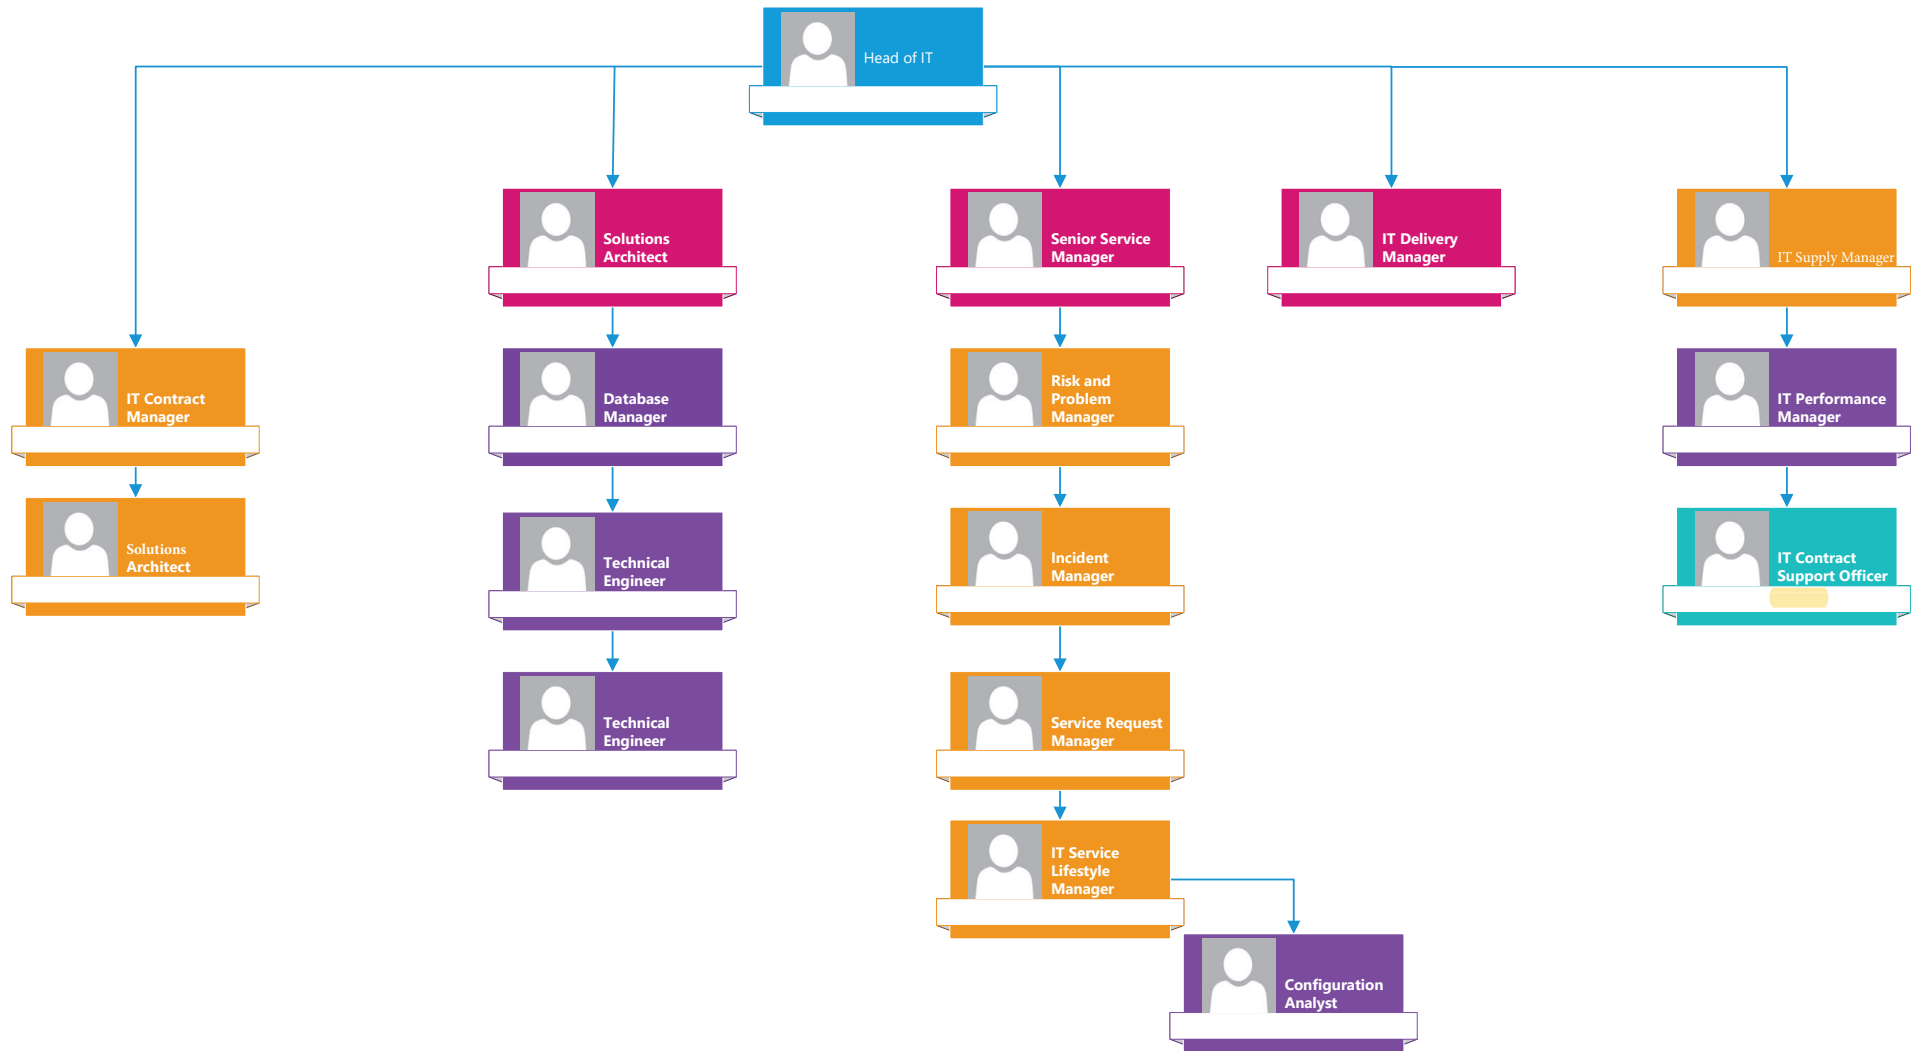 Head of IT
Solutions
Architect
Senior Service
Manager
IT Delivery
Manager
IT Supply Manager
IT Contract
Manager
Database
Manager
Risk and
Problem
Manager
IT Performance
Manager
Solutions
Architect
Technical
Engineer
Incident
Manager
IT Contract
Support Officer
Technical
Engineer
Service Request
Manager
IT Service
Lifestyle
Manager
Configuration
Analyst